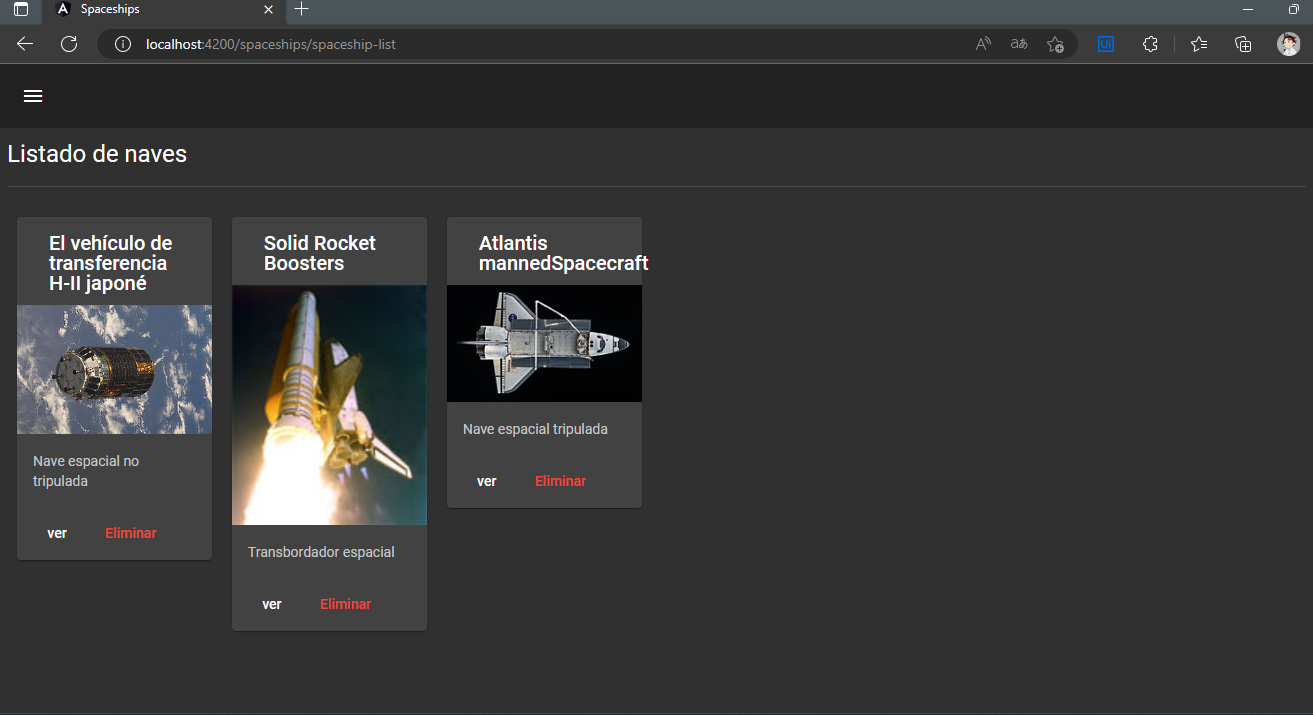 Spaceships
localhost:4200/spaceships/spaceship-list
Listado de naves
El vehículo de
transferencia
H-II japoné
Nave espacial no
tripulada
ver Eliminar
Solid Rocket
Boosters
Transbordador espacial
ver Eliminar
Atlantis
mannedSpacecraft
Nave espacial tripulada
ver Eliminar